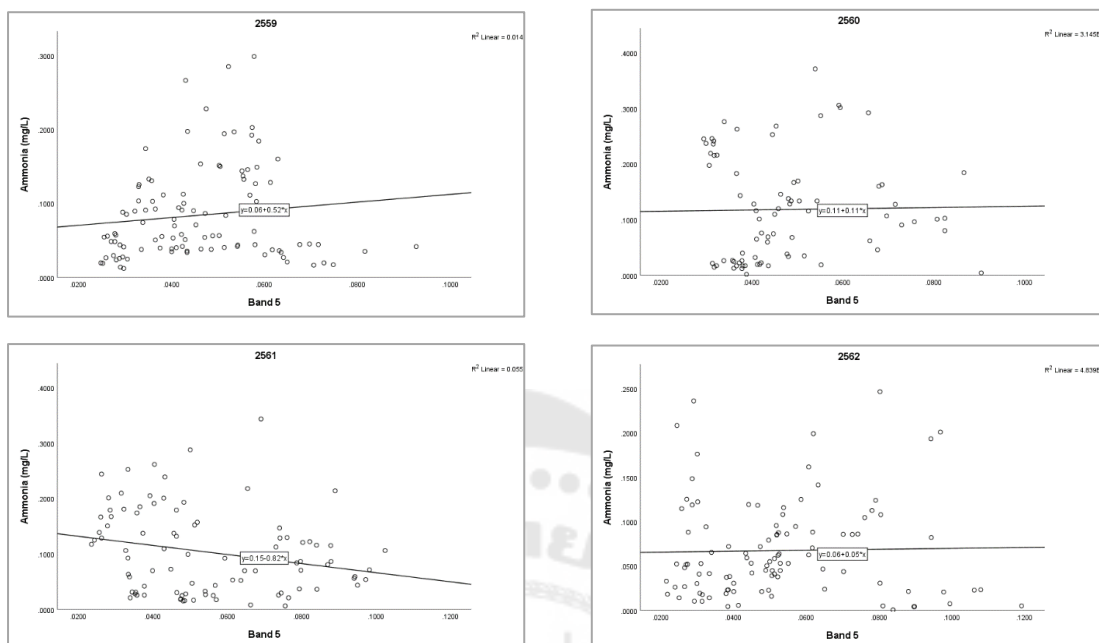 2559
R² Linear = 0.014
Ammonia (mg/L)
.3000
.2000
.1000
.0000
y=0.06+0.52*x
.0200 .0400 .0600 .0800 .1000
Band 5
2560
R² Linear = 3.145E
Ammonia (mg/L)
.4000
.3000
.2000
.1000
.0000
y=0.11+0.11*x
.0200 .0400 .0600 .0800 .1000
Band 5
2561
R² Linear = 0.055
Ammonia (mg/L)
.4000
.3000
.2000
.1000
.0000
y=0.15-0.82*x
.0200 .0400 .0600 .0800 .1000 .1200
Band 5
2562
R² Linear = 4.839E
Ammonia (mg/L)
.2500
.2000
.1500
.1000
.0500
.0000
y=0.06+0.05*x
.0200 .0400 .0600 .0800 .1000 .1200
Band 5